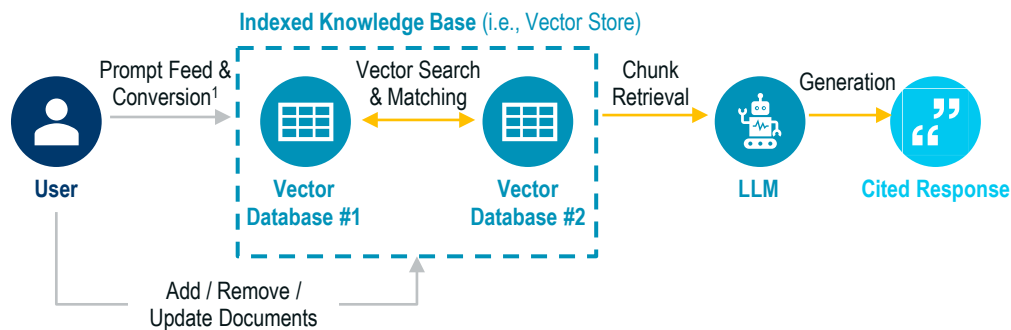 Indexed Knowledge Base (i.e., Vector Store)
Prompt Feed &
Conversion¹
Vector Search
& Matching
Chunk
Retrieval
Generation
User
Vector
Database #1
Vector
Database #2
LLM
Cited Response
Add / Remove /
Update Documents